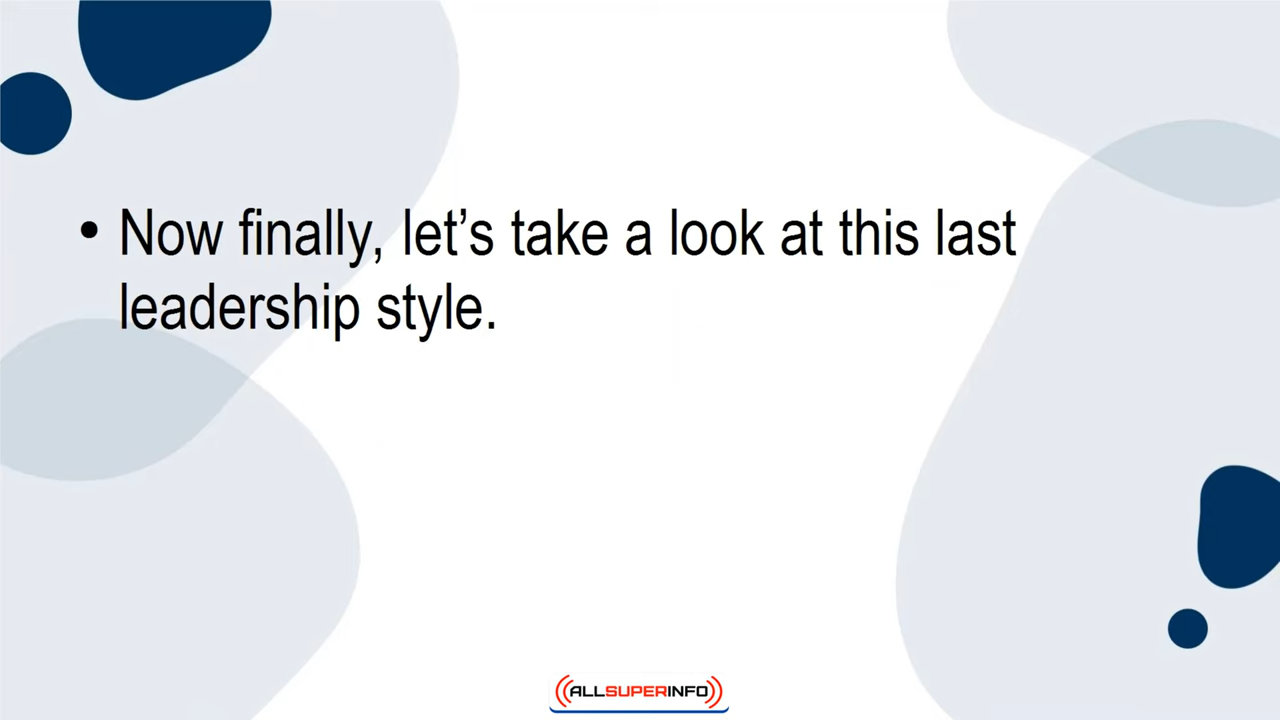 • Now finally, let’s take a look at this last
leadership style.
ALLSUPERINFO